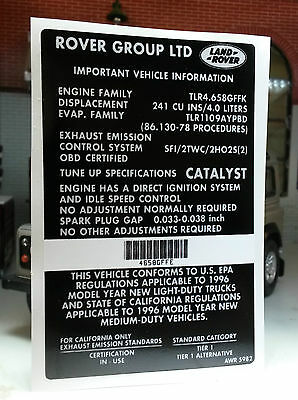 ROVER GROUP LTD
LAND
ROVER
IMPORTANT VEHICLE INFORMATION
ENGINE FAMILY TLR4.658GFFK
DISPLACEMENT 241 CU INS/4.0 LITERS
EVAP. FAMILY TLR1109AYPBD
(86.130-78 PROCEDURES)
EXHAUST EMISSION
CONTROL SYSTEM SFI/2TWC/2HO2S(2)
OBD CERTIFIED
TUNE UP SPECIFICATIONS CATALYST
ENGINE HAS A DIRECT IGNITION SYSTEM
AND IDLE SPEED CONTROL
NO ADJUSTMENT NORMALLY REQUIRED
SPARK PLUG GAP 0.033-0.038 inch
NO OTHER ADJUSTMENTS REQUIRED
4658GFFE
THIS VEHICLE CONFORMS TO U.S. EPA
REGULATIONS APPLICABLE TO 1996
MODEL YEAR NEW LIGHT-DUTY TRUCKS
AND STATE OF CALIFORNIA REGULATIONS
APPLICABLE TO 1996 MODEL YEAR NEW
MEDIUM-DUTY VEHICLES.
FOR CALIFORNIA ONLY STANDARD CATEGORY
EXHAUST EMISSION STANDARDS
CERTIFICATION TIER 1
IN - USE TIER 1 ALTERNATIVE
AWR 5982